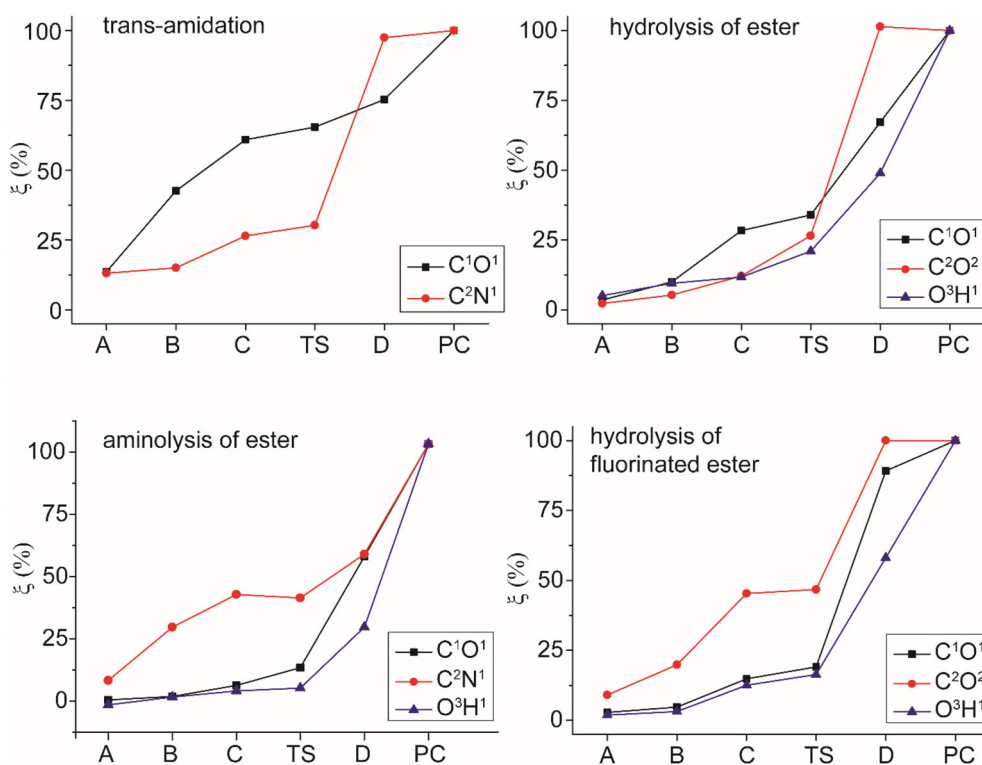 trans-amidation
100
75
50
25
0
ξ (%)
C¹O¹
C²N¹
A B C TS D PC
hydrolysis of ester
100
75
50
25
0
ξ (%)
C¹O¹
C²O²
O³H¹
A B C TS D PC
aminolysis of ester
100
75
50
25
0
ξ (%)
C¹O¹
C²N¹
O³H¹
A B C TS D PC
hydrolysis of
fluorinated ester
100
75
50
25
0
ξ (%)
C¹O¹
C²O²
O³H¹
A B C TS D PC